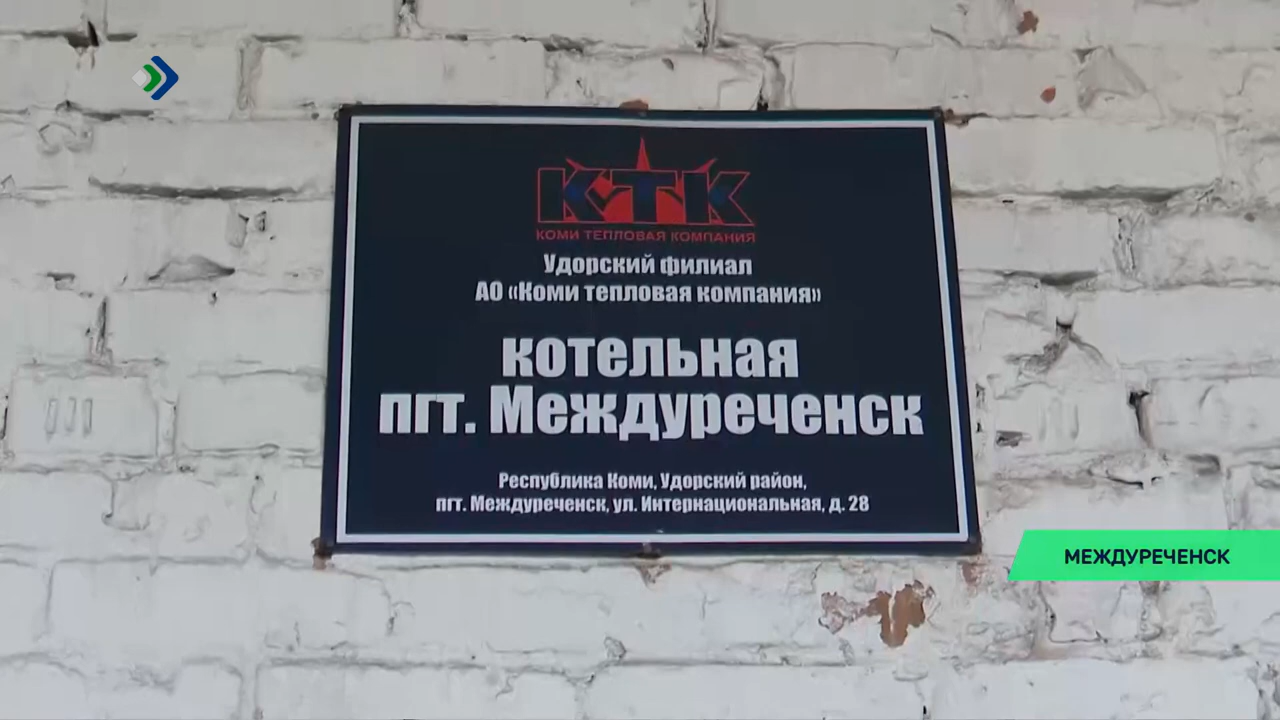 КТК
КОМИ ТЕПЛОВАЯ КОМПАНИЯ
Удорский филиал
АО «Коми тепловая компания»
котельная
пгт. Междуреченск
Республика Коми, Удорский район,
пгт. Междуреченск, ул. Интернациональная, д. 28
МЕЖДУРЕЧЕНСК